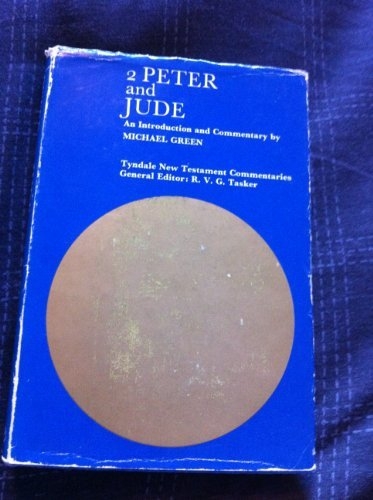 2 PETER
and
JUDE
An Introduction and Commentary by
MICHAEL GREEN
Tyndale New Testament Commentaries
General Editor: R. V. G. Tasker